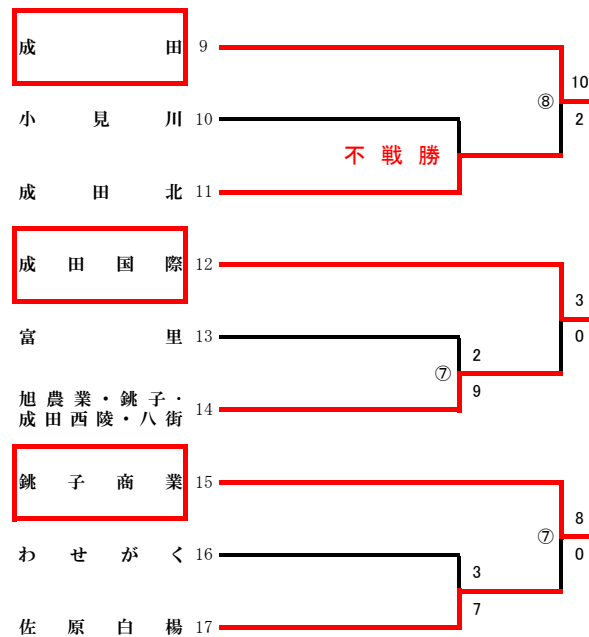 成田 9
10
⑧
小見川 10
2
不戦勝
成田北 11
成田国際 12
3
富里 13
0
2
⑦
9
旭農業・銚子・
成田西陵・八街 14
銚子商業 15
8
⑦
わせがく 16
0
3
7
佐原白楊 17